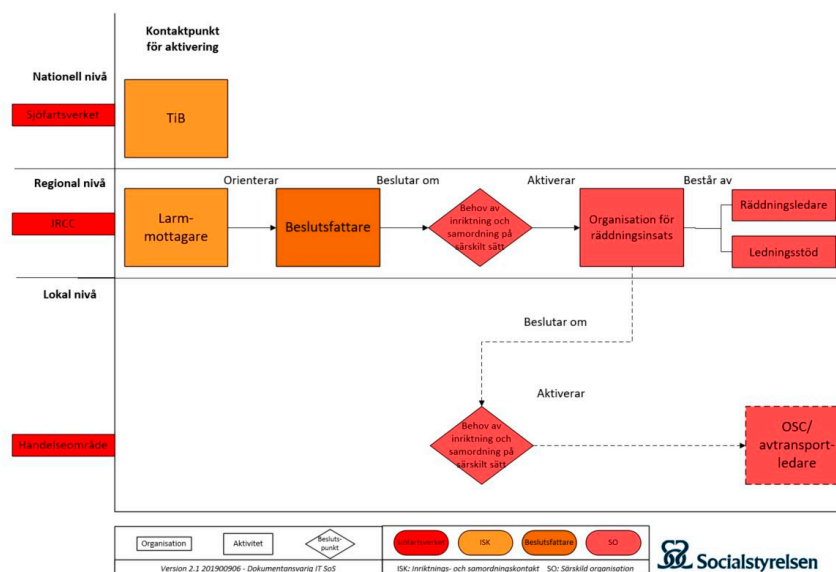 Kontaktpunkt
för aktivering
Nationell nivå
Sjöfartsverket
TiB
Regional nivå
Orienterar
Beslutar om
Aktiverar
Består av
JRCC
Larm-
mottagare
Beslutsfattare
Behov av
inriktning och
samordning på
särskilt sätt
Organisation för
räddningsinsats
Räddningsledare
Ledningsstöd
Lokal nivå
Beslutar om
Aktiverar
Händelseområde
Behov av
inriktning och
samordning på
särskilt sätt
OSC/
avtransport-
ledare
Organisation
Aktivitet
Besluts-
punkt
Sjöfartsverket
ISK
Beslutsfattare
SO
Version 2.1 201900906 - Dokumentansvarig IT SoS
ISK: Inriktnings- och samordningskontakt SO: Särskild organisation
Socialstyrelsen